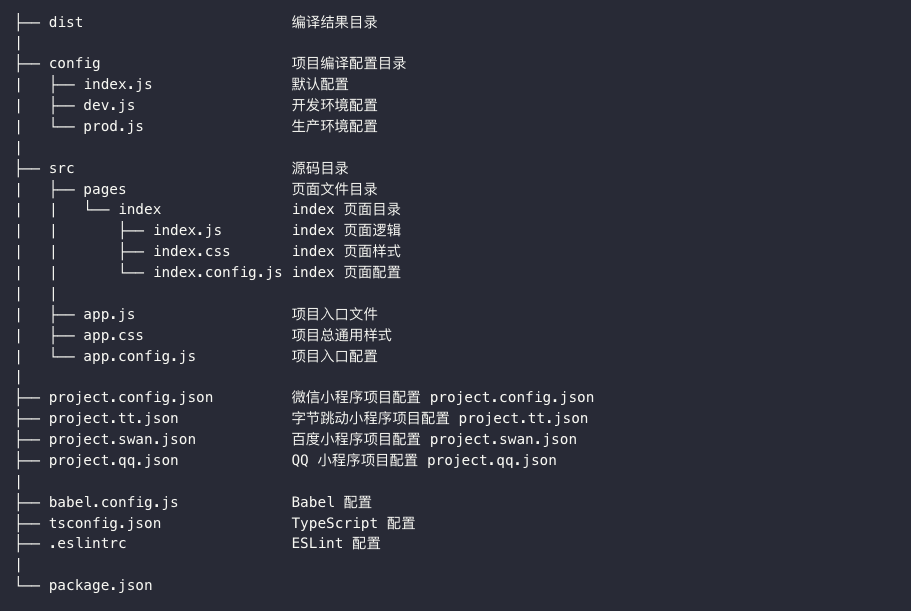 ├── dist                        编译结果目录
|
├── config                      项目编译配置目录
|   ├── index.js                默认配置
|   ├── dev.js                  开发环境配置
|   └── prod.js                 生产环境配置
|
├── src                         源码目录
|   ├── pages                   页面文件目录
|   |   └── index               index 页面目录
|   |       ├── index.js        index 页面逻辑
|   |       ├── index.css       index 页面样式
|   |       └── index.config.js index 页面配置
|   |
|   ├── app.js                  项目入口文件
|   ├── app.css                 项目总通用样式
|   └── app.config.js           项目入口配置
|
├── project.config.json         微信小程序项目配置 project.config.json
├── project.tt.json             字节跳动小程序项目配置 project.tt.json
├── project.swan.json           百度小程序项目配置 project.swan.json
├── project.qq.json             QQ 小程序项目配置 project.qq.json
|
├── babel.config.js             Babel 配置
├── tsconfig.json               TypeScript 配置
├── .eslintrc                   ESLint 配置
|
└── package.json